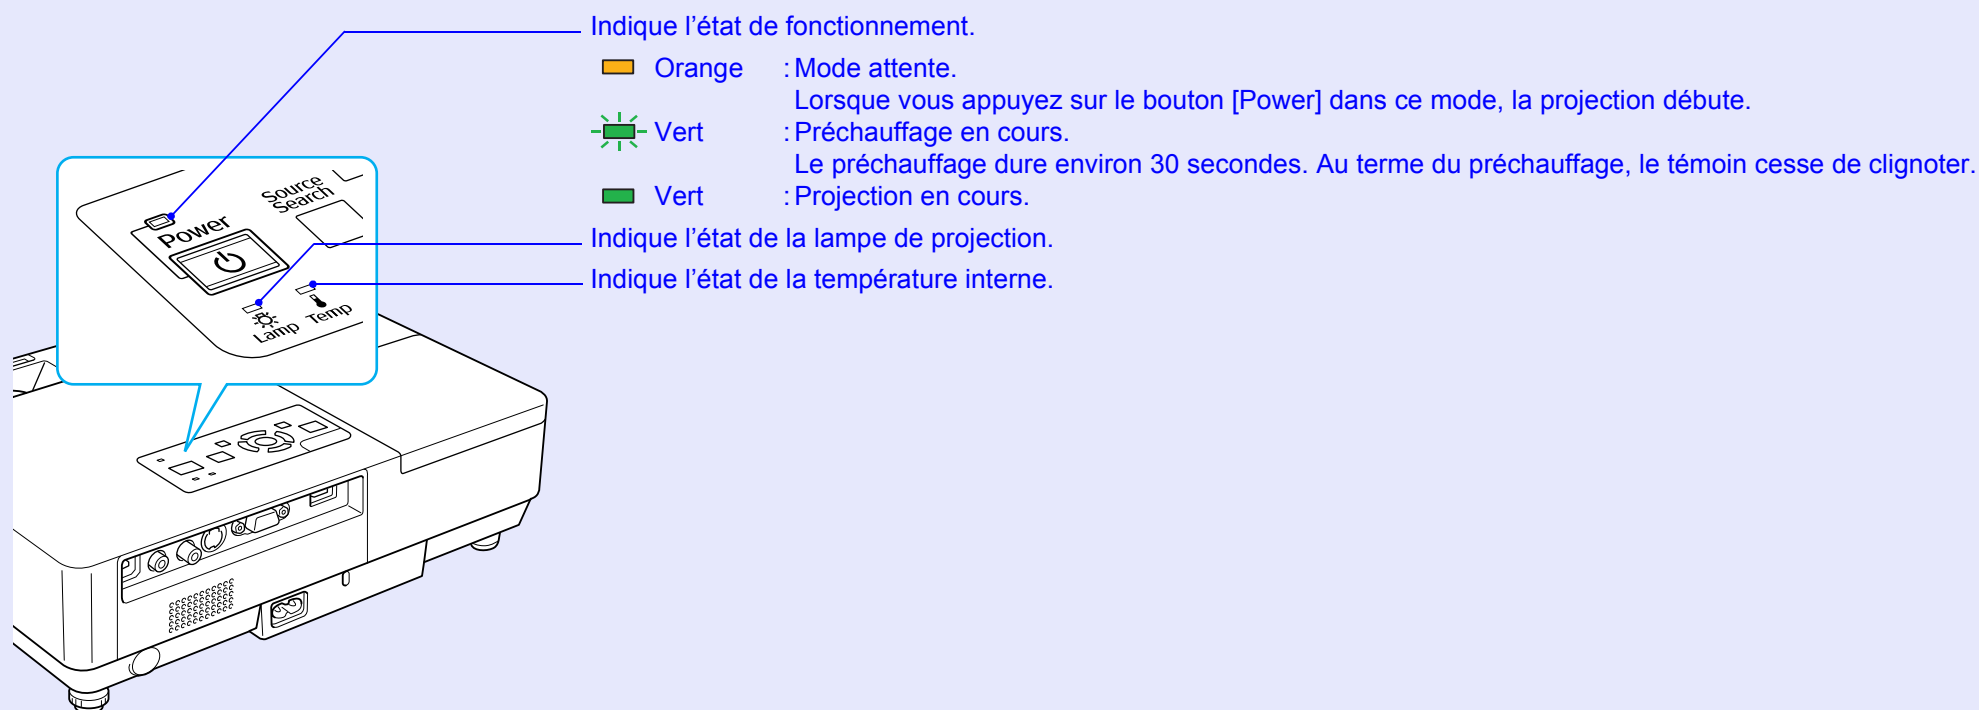 Indique l’état de fonctionnement.
Orange : Mode attente.
Lorsque vous appuyez sur le bouton [Power] dans ce mode, la projection débute.
Vert : Préchauffage en cours.
Le préchauffage dure environ 30 secondes. Au terme du préchauffage, le témoin cesse de clignoter.
Vert : Projection en cours.
Indique l’état de la lampe de projection.
Indique l’état de la température interne.
Source
Search
Power
Lamp Temp